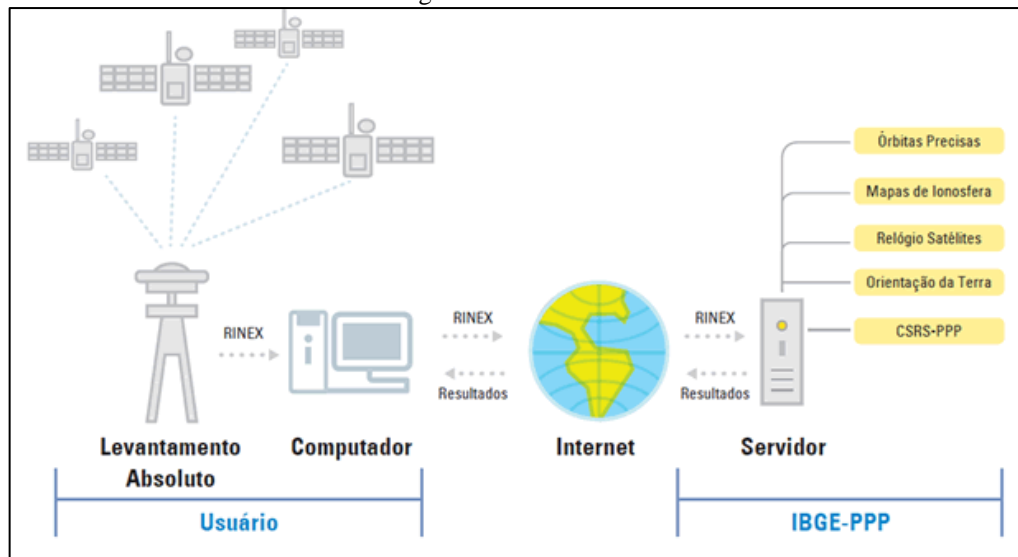 Órbitas Precisas
Mapas de Ionosfera
Relógio Satélites
Orientação da Terra
CSRS-PPP
RINEX
RINEX
RINEX
Resultados
Resultados
Levantamento
Absoluto
Computador
Internet
Servidor
Usuário
IBGE-PPP